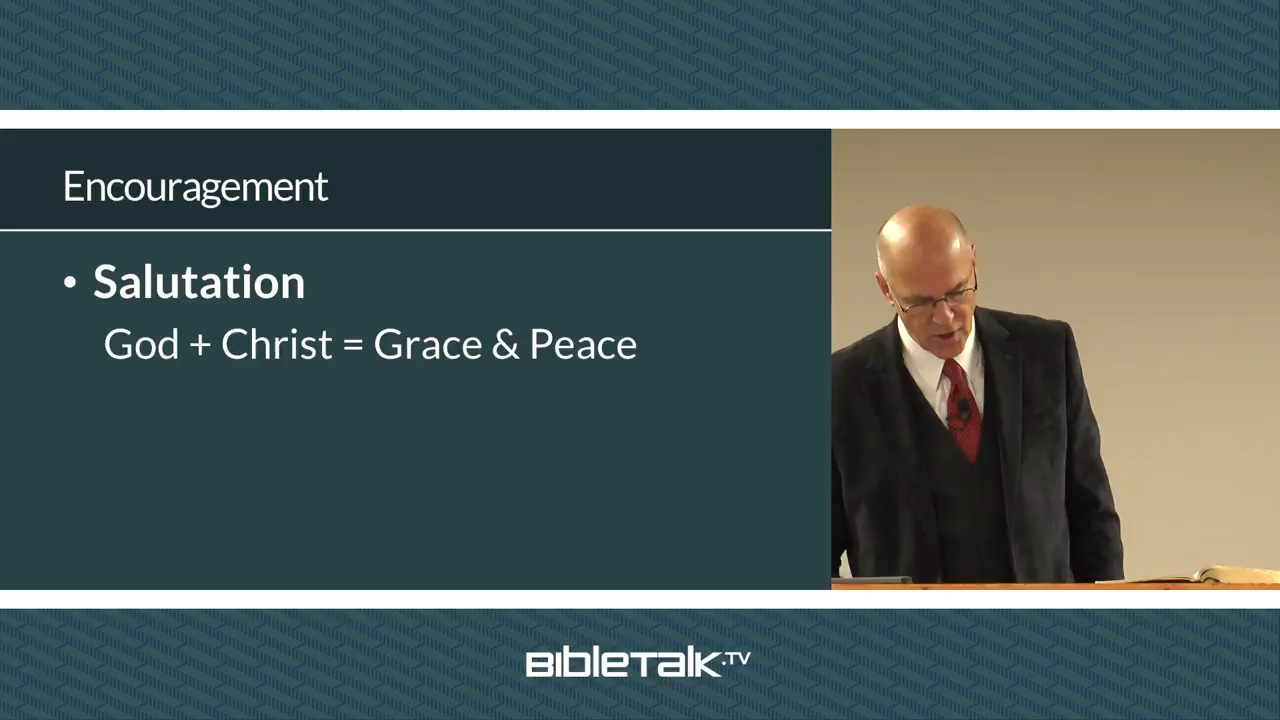 Encouragement
• Salutation
God + Christ = Grace & Peace
BIBLETALK.TV